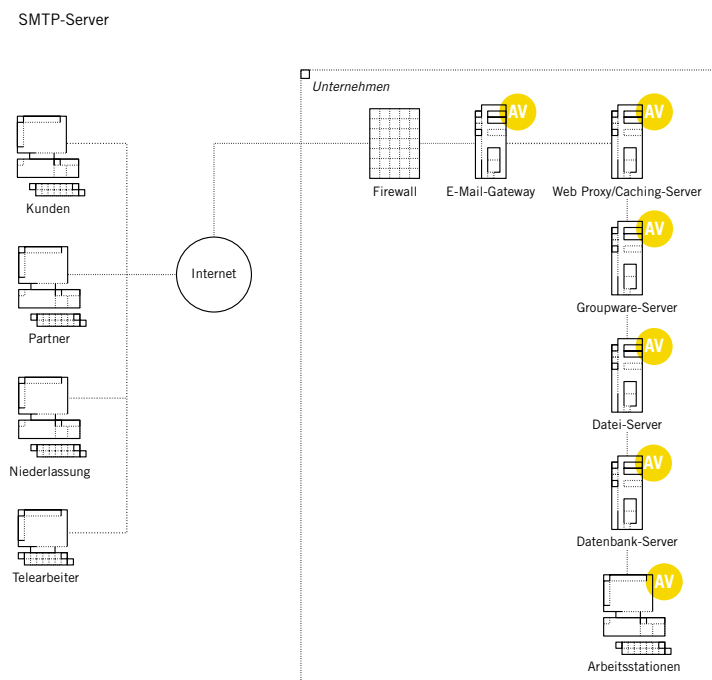 SMTP-Server
Unternehmen
AV
AV
Kunden
Firewall
E-Mail-Gateway
Web Proxy/Caching-Server
AV
Internet
Groupware-Server
Partner
AV
Datei-Server
AV
Niederlassung
Datenbank-Server
AV
Telearbeiter
Arbeitsstationen